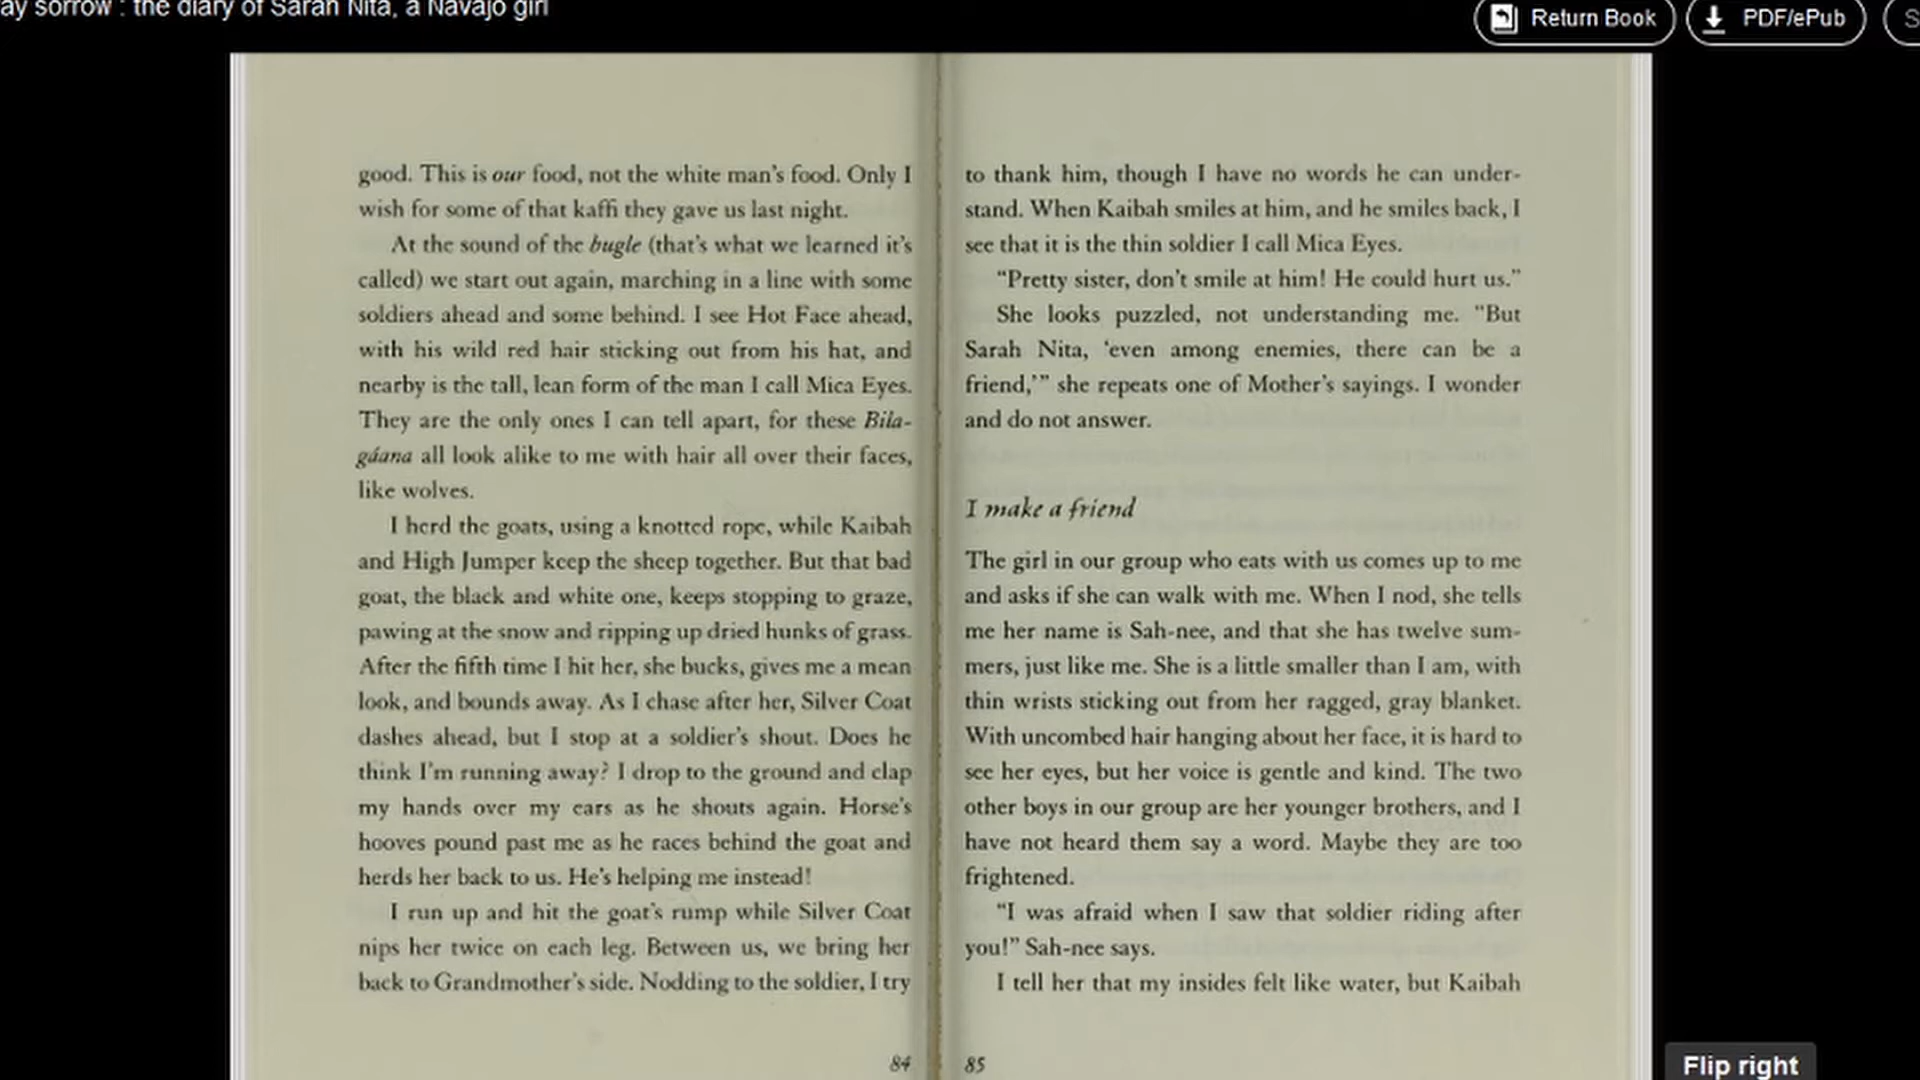 ay sorrow : the diary of Sarah Nita, a Navajo girl
Return Book
PDF/ePub
S
good. This is our food, not the white man's food. Only I
wish for some of that kaffi they gave us last night.
At the sound of the bugle (that's what we learned it's
called) we start out again, marching in a line with some
soldiers ahead and some behind. I see Hot Face ahead,
with his wild red hair sticking out from his hat, and
nearby is the tall, lean form of the man I call Mica Eyes.
They are the only ones I can tell apart, for these Bila-
gáana all look alike to me with hair all over their faces,
like wolves.
I herd the goats, using a knotted rope, while Kaibah
and High Jumper keep the sheep together. But that bad
goat, the black and white one, keeps stopping to graze,
pawing at the snow and ripping up dried hunks of grass.
After the fifth time I hit her, she bucks, gives me a mean
look, and bounds away. As I chase after her, Silver Coat
dashes ahead, but I stop at a soldier's shout. Does he
think I'm running away? I drop to the ground and clap
my hands over my ears as he shouts again. Horse's
hooves pound past me as he races behind the goat and
herds her back to us. He's helping me instead!
I run up and hit the goat's rump while Silver Coat
nips her twice on each leg. Between us, we bring her
back to Grandmother's side. Nodding to the soldier, I try
84
to thank him, though I have no words he can under-
stand. When Kaibah smiles at him, and he smiles back, I
see that it is the thin soldier I call Mica Eyes.
"Pretty sister, don't smile at him! He could hurt us."
She looks puzzled, not understanding me. "But
Sarah Nita, 'even among enemies, there can be a
friend,'" she repeats one of Mother's sayings. I wonder
and do not answer.
I make a friend
The girl in our group who eats with us comes up to me
and asks if she can walk with me. When I nod, she tells
me her name is Sah-nee, and that she has twelve sum-
mers, just like me. She is a little smaller than I am, with
thin wrists sticking out from her ragged, gray blanket.
With uncombed hair hanging about her face, it is hard to
see her eyes, but her voice is gentle and kind. The two
other boys in our group are her younger brothers, and I
have not heard them say a word. Maybe they are too
frightened.
"I was afraid when I saw that soldier riding after
you!" Sah-nee says.
I tell her that my insides felt like water, but Kaibah
85
Flip right